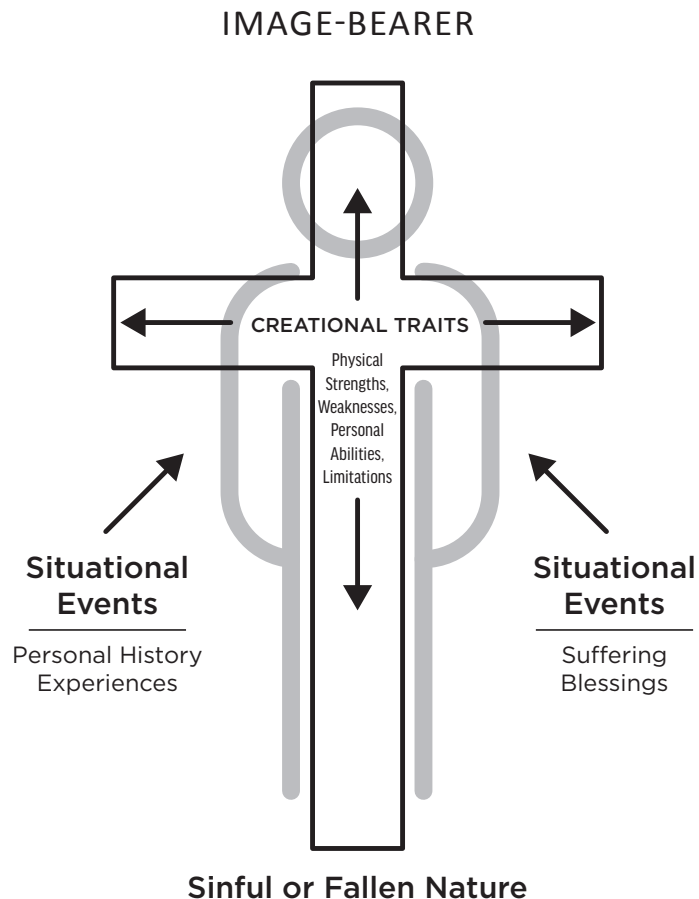 IMAGE-BEARER
CREATIONAL TRAITS
Physical
Strengths,
Weaknesses,
Personal
Abilities,
Limitations
Situational
Events
Personal History
Experiences
Situational
Events
Suffering
Blessings
Sinful or Fallen Nature